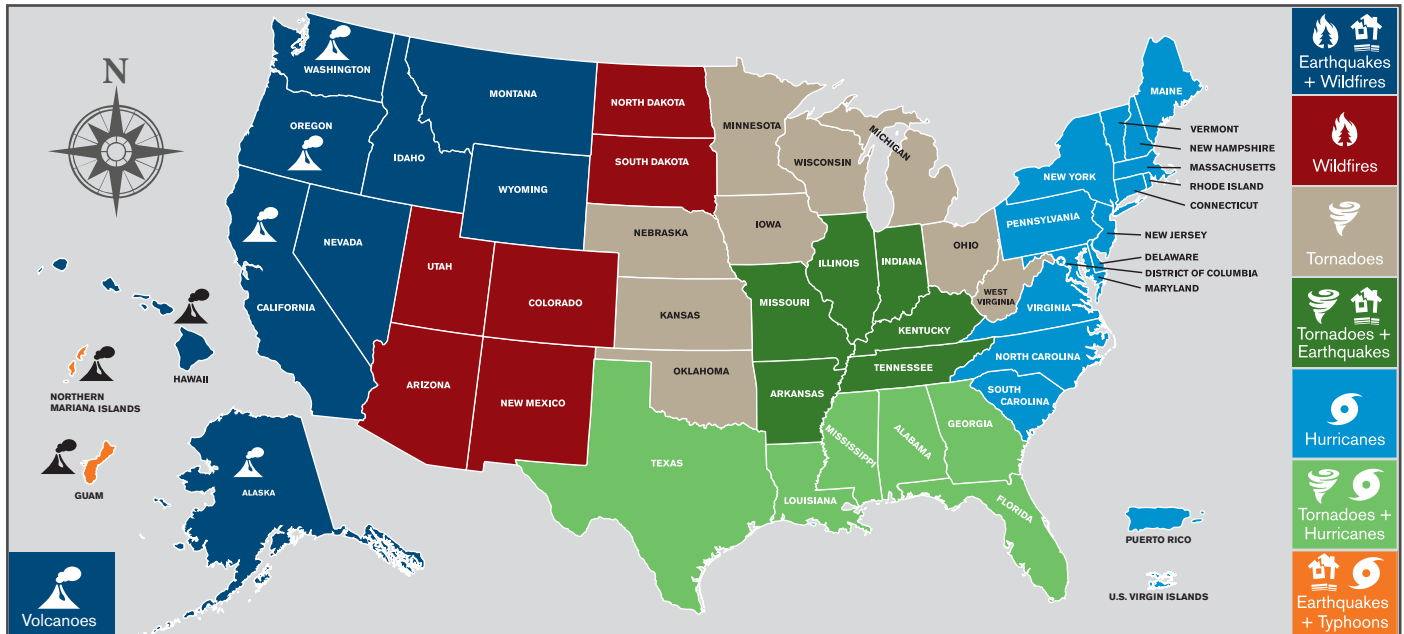 N
WASHINGTON
OREGON
IDAHO
MONTANA
WYOMING
NEVADA
CALIFORNIA
UTAH
COLORADO
ARIZONA
NEW MEXICO
NORTH DAKOTA
SOUTH DAKOTA
NEBRASKA
KANSAS
OKLAHOMA
TEXAS
MINNESOTA
IOWA
WISCONSIN
MICHIGAN
MISSOURI
ILLINOIS
INDIANA
KENTUCKY
TENNESSEE
ARKANSAS
OHIO
WEST
VIRGINIA
LOUISIANA
MISSISSIPPI
ALABAMA
GEORGIA
FLORIDA
MAINE
NEW YORK
PENNSYLVANIA
VIRGINIA
NORTH CAROLINA
SOUTH
CAROLINA
VERMONT
NEW HAMPSHIRE
MASSACHUSETTS
RHODE ISLAND
CONNECTICUT
NEW JERSEY
DELAWARE
DISTRICT OF COLUMBIA
MARYLAND
HAWAII
NORTHERN
MARIANA ISLANDS
GUAM
ALASKA
PUERTO RICO
U.S. VIRGIN ISLANDS
Volcanoes
Earthquakes
+ Wildfires
Wildfires
Tornadoes
Tornadoes +
Earthquakes
Hurricanes
Tornadoes +
Hurricanes
Earthquakes
+ Typhoons